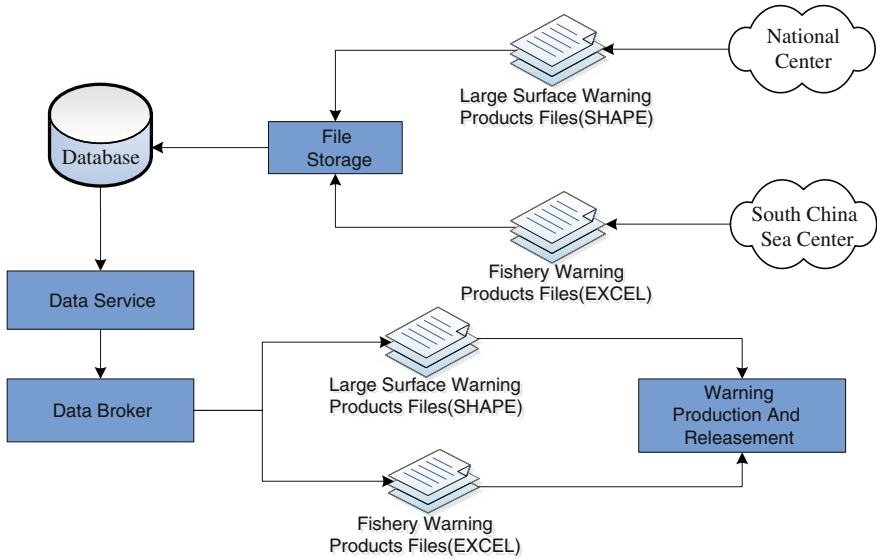 National
Center
Large Surface Warning
Products Files(SHAPE)
File
Storage
Database
South China
Sea Center
Fishery Warning
Products Files(EXCEL)
Data Service
Large Surface Warning
Products Files(SHAPE)
Data Broker
Warning
Production And
Releasement
Fishery Warning
Products Files(EXCEL)